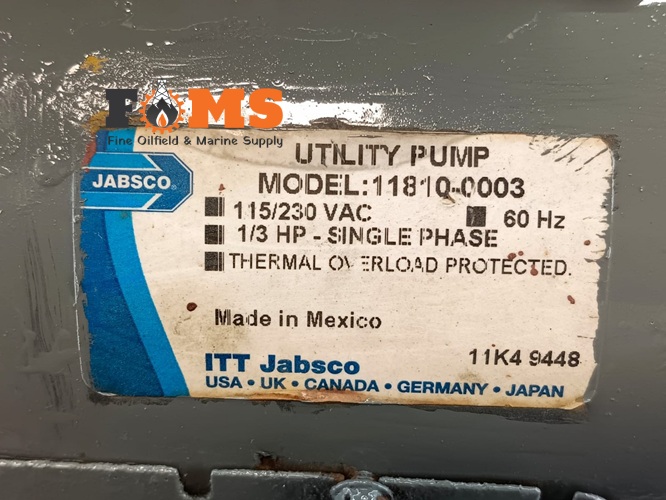 FOMS
Fine Oilfield & Marine Supply
JABSCO®
UTILITY PUMP
MODEL:11810-0003
115/230 VAC 60 Hz
1/3 HP - SINGLE PHASE
THERMAL OVERLOAD PROTECTED.
Made in Mexico
ITT Jabsco 11K4 9448
USA • UK • CANADA • GERMANY • JAPAN